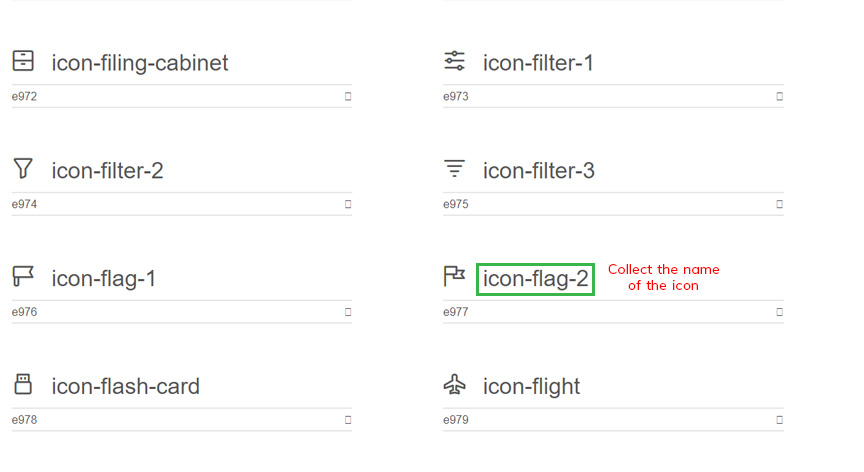 icon-filing-cabinet
icon-filter-1
e972
e973
icon-filter-2
icon-filter-3
e974
e975
icon-flag-1
icon-flag-2
Collect the name
of the icon
e976
e977
icon-flash-card
icon-flight
e978
e979